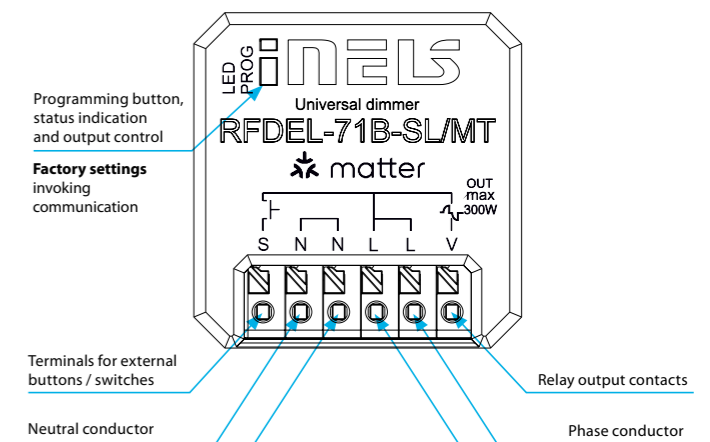 iNELS
LED
PROG
Universal dimmer
RFDEL-71B-SL/MT
matter
OUT
max
300W
S N N L L V
Programming button,
status indication
and output control
Factory settings
invoking
communication
Terminals for external
buttons / switches
Relay output contacts
Neutral conductor
Phase conductor